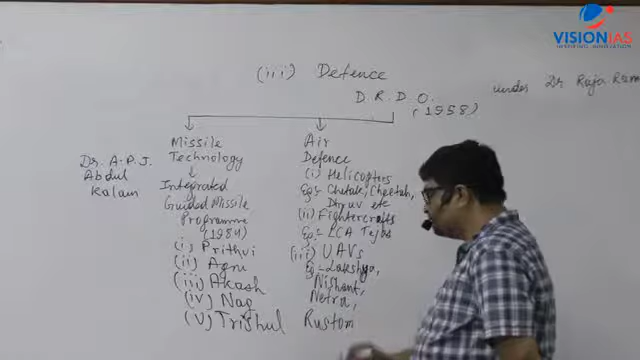 VISIONIAS
INSPIRING INNOVATION
(iii) Defence
D. R. D. O.
(1958)
under Dr Raja Ram
Missile
Technology
Dr. A.P.J.
Abdul
Kalam
Integrated
Guided Missile
Programme
(1984)
(i) Prithvi
(ii) Agni
(iii) Akash
(iv) Nag
(v) Trishul
Air
Defence
(i) Helicopters
Eg:- Chetak, Cheetah,
Dhruv etc
(ii) Fightercrafts
Eg:- LCA Tejas
(iii) UAVs
Eg:- Lakshya,
Nishant,
Netra,
Rustom